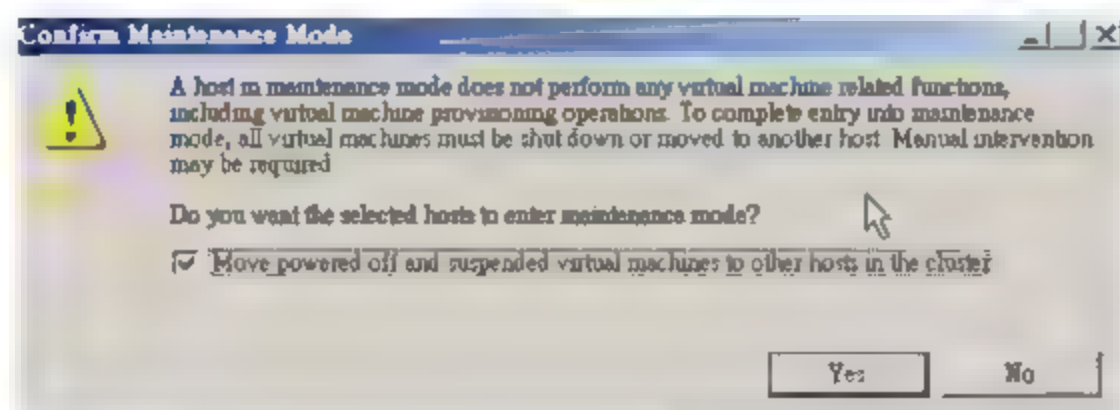 Confirm Maintenance Mode
A host in maintenance mode does not perform any virtual machine related functions,
including virtual machine provisioning operations. To complete entry into maintenance
mode, all virtual machines must be shut down or moved to another host. Manual intervention
may be required
Do you want the selected hosts to enter maintenance mode?
Move powered off and suspended virtual machines to other hosts in the cluster
Yes
No